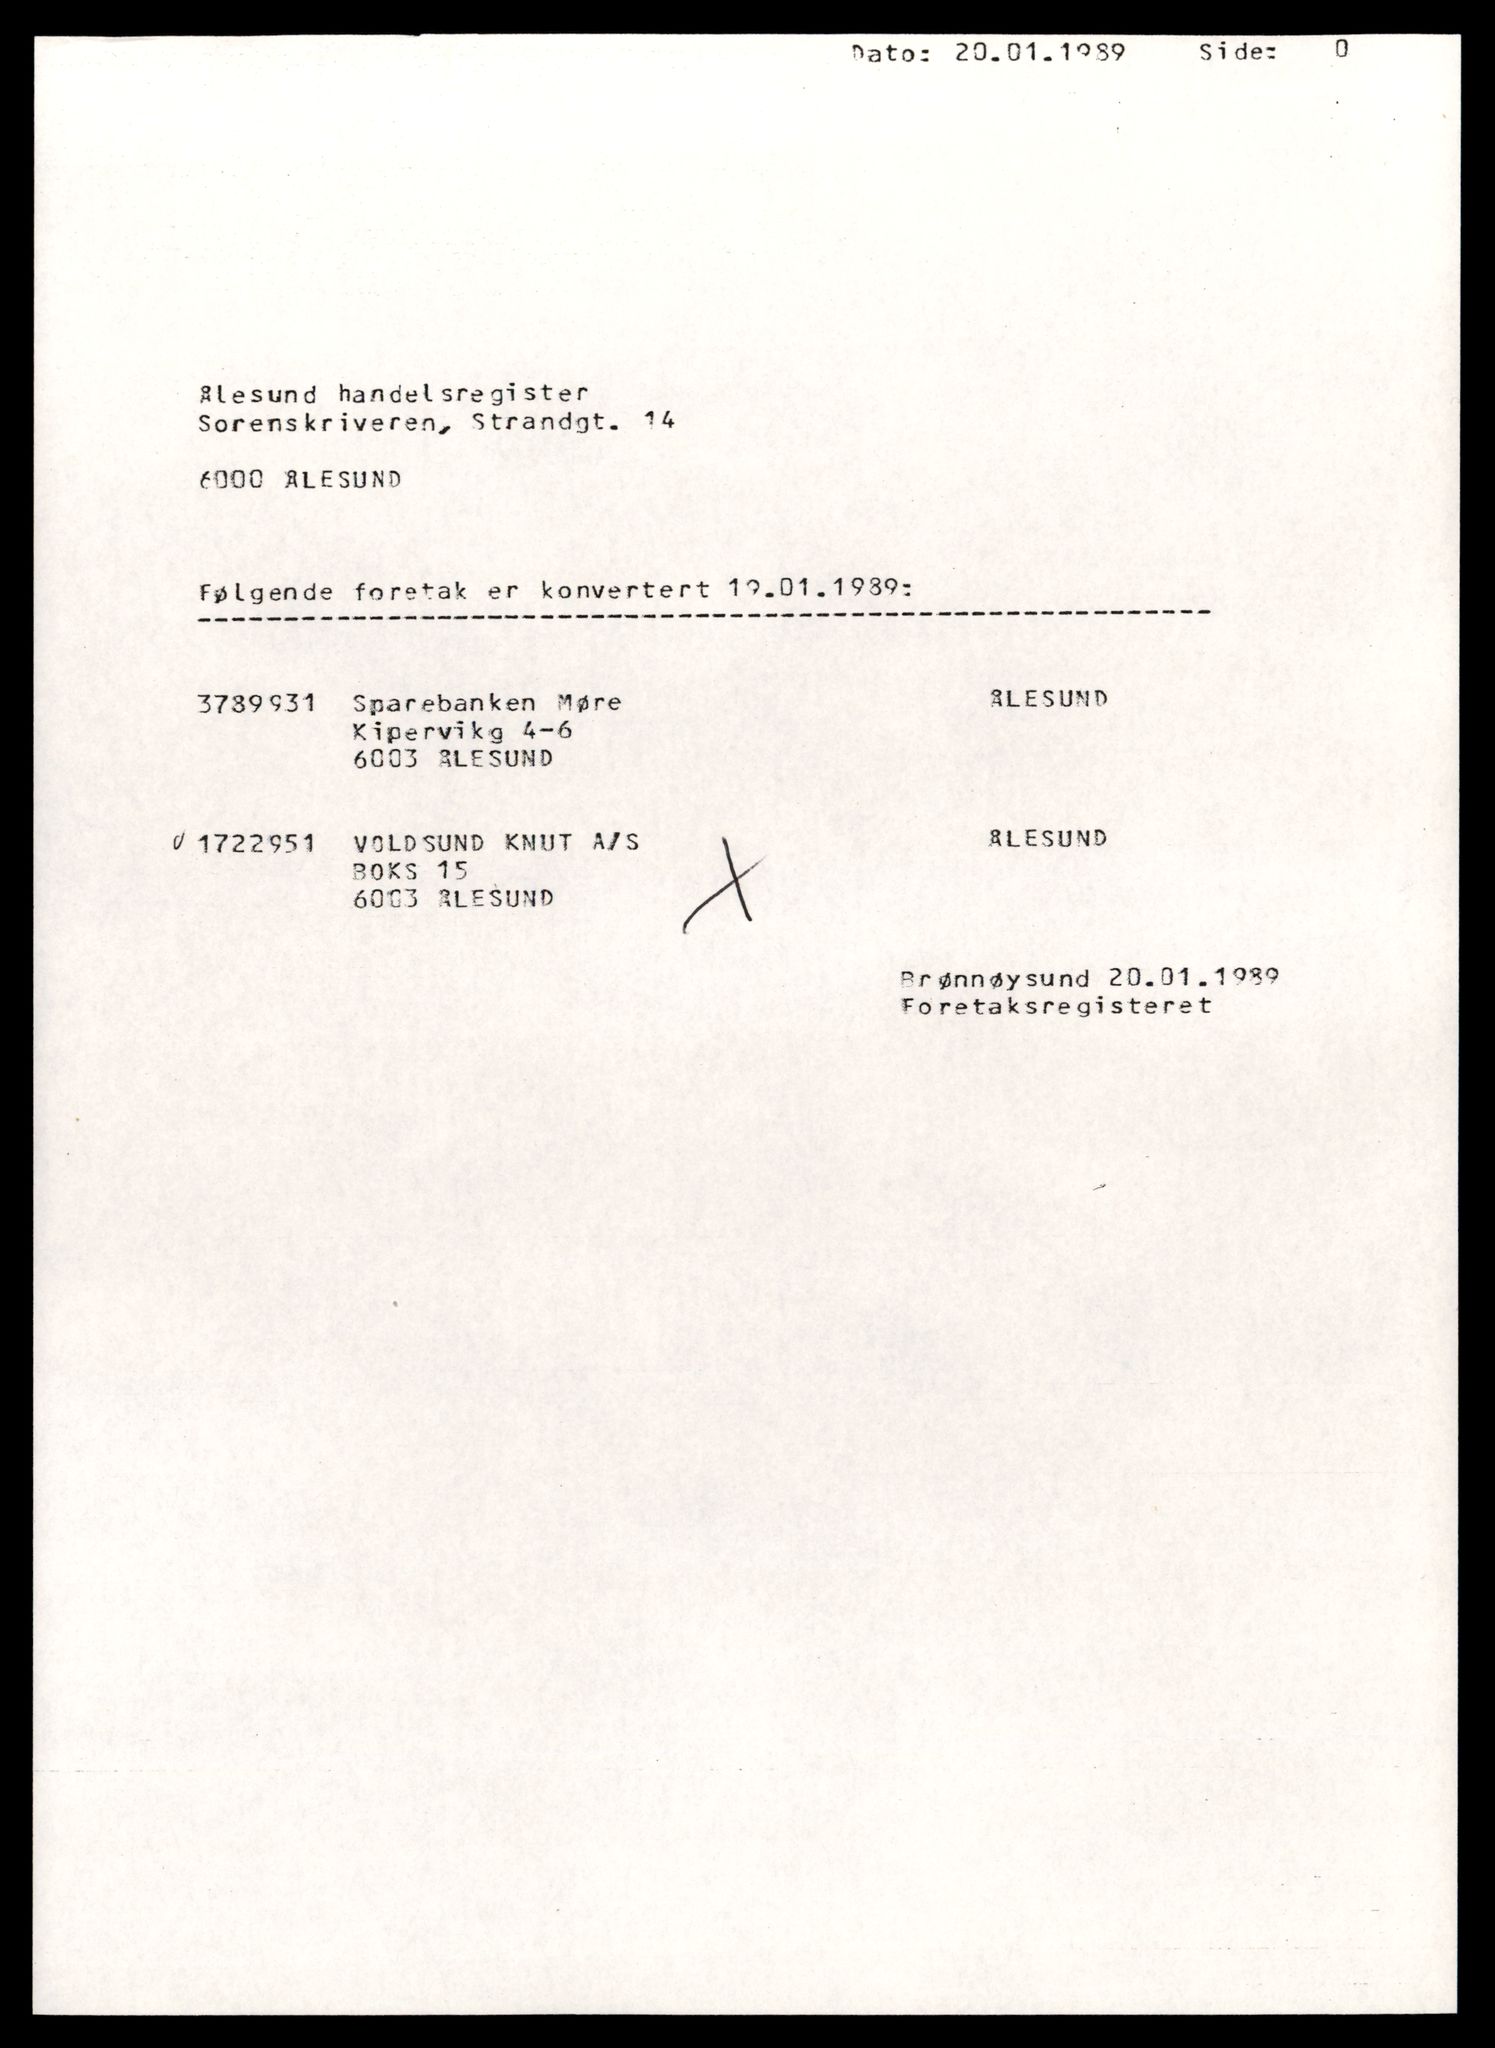 Dato: 20.01.1989 Side: 0
Ålesund handelsregister
Sorenskriveren, Strandgt. 14
6000 ÅLESUND
Følgende foretak er konvertert 19.01.1989:
3789931 Sparebanken Møre ÅLESUND
Kipervikg 4-6
6003 ÅLESUND
1722951 VOLDSUND KNUT A/S ÅLESUND
BOKS 15
6003 ÅLESUND
Brønnøysund 20.01.1989
Foretaksregisteret